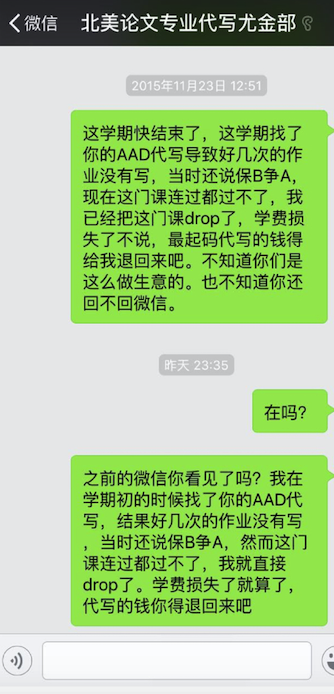 微信
北美论文专业代写尤金部
2015年11月23日 12:51
这学期快结束了，这学期找了
你的AAD代写导致好几次的作
业没有写，当时还说保B争A，
现在这门课连过都过不了，我
已经把这门课drop了，学费损
失了不说，最起码代写的钱得
给我退回来吧。不知道你们是
这么做生意的。也不知道你还
回不回微信。
昨天 23:35
在吗？
之前的微信你看见了吗？我在
学期初的时候找了你的AAD代
写，结果好几次的作业没有写
，当时还说保B争A，然而这门
课连过都过不了，我就直接
drop了。学费损失了就算了，
代写的钱你得退回来吧